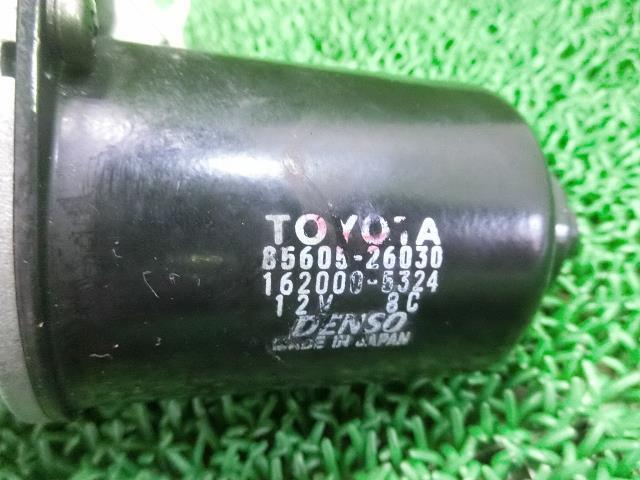 TOYOTA
85605-26030
162000-5324
12V 8C
DENSO
MADE IN JAPAN